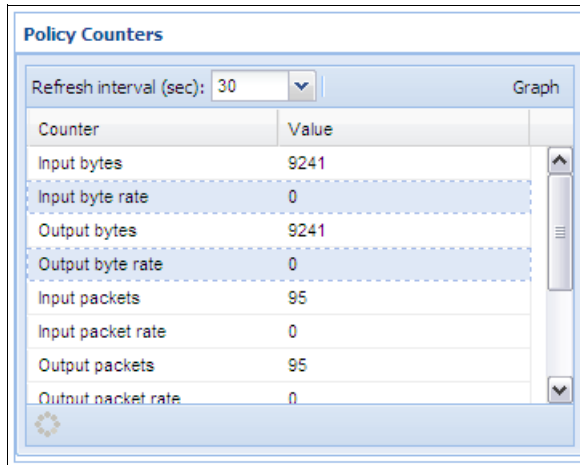 Policy Counters
Refresh interval (sec): 30 Graph
Counter Value
Input bytes 9241
Input byte rate 0
Output bytes 9241
Output byte rate 0
Input packets 95
Input packet rate 0
Output packets 95
Output packet rate 0